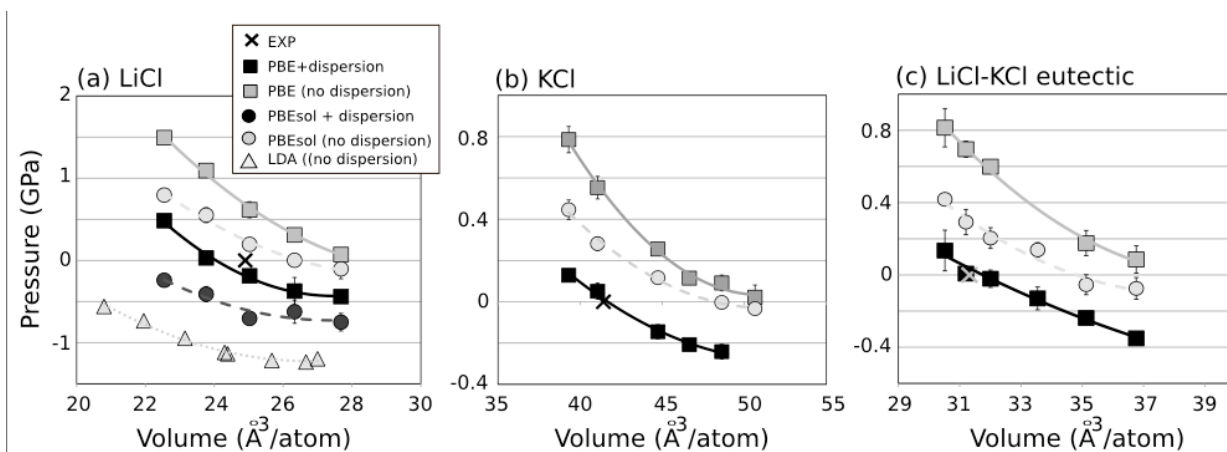 (a) LiCl
EXP
PBE+dispersion
PBE (no dispersion)
PBEsol + dispersion
PBEsol (no dispersion)
LDA ((no dispersion)
(b) KCl
(c) LiCl-KCl eutectic
Pressure (GPa)
2
1
0
-1
20
22
24
26
28
30
Volume (Å³/atom)
0.8
0.4
0
-0.4
35
40
45
50
55
Volume (Å³/atom)
0.8
0.4
0
-0.4
29
31
33
35
37
39
Volume (Å³/atom)